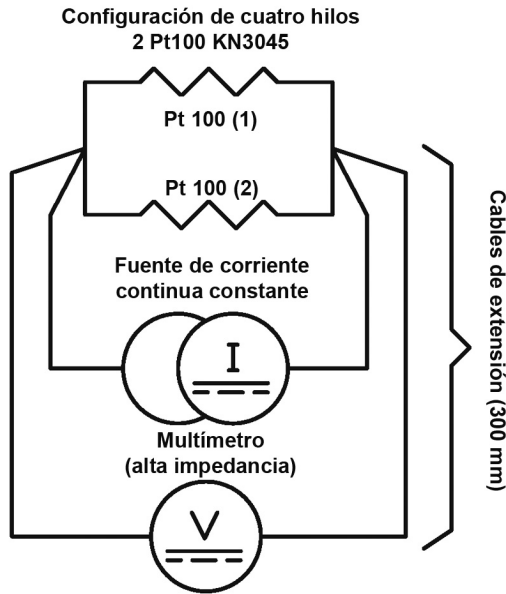 Configuración de cuatro hilos
2 Pt100 KN3045
Pt 100 (1)
Pt 100 (2)
Fuente de corriente
continua constante
I
Multímetro
(alta impedancia)
V
Cables de extensión (300 mm)